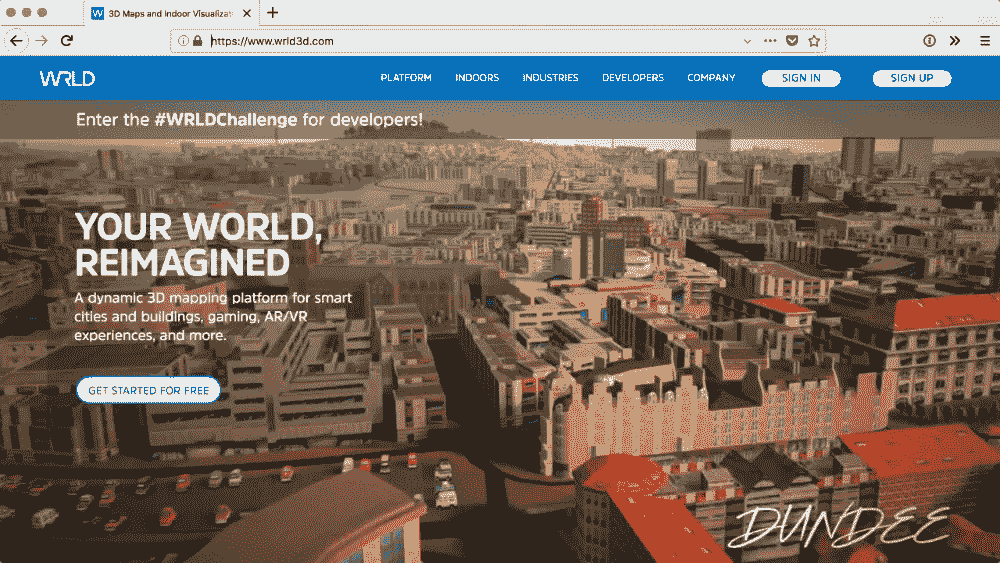 3D Maps and Indoor Visualizat
https://www.wrld3d.com
WRLD
PLATFORM INDOORS INDUSTRIES DEVELOPERS COMPANY SIGN IN SIGN UP
Enter the #WRLDChallenge for developers!
YOUR WORLD,
REIMAGINED
A dynamic 3D mapping platform for smart
cities and buildings, gaming, AR/VR
experiences, and more.
GET STARTED FOR FREE
DUNDEE